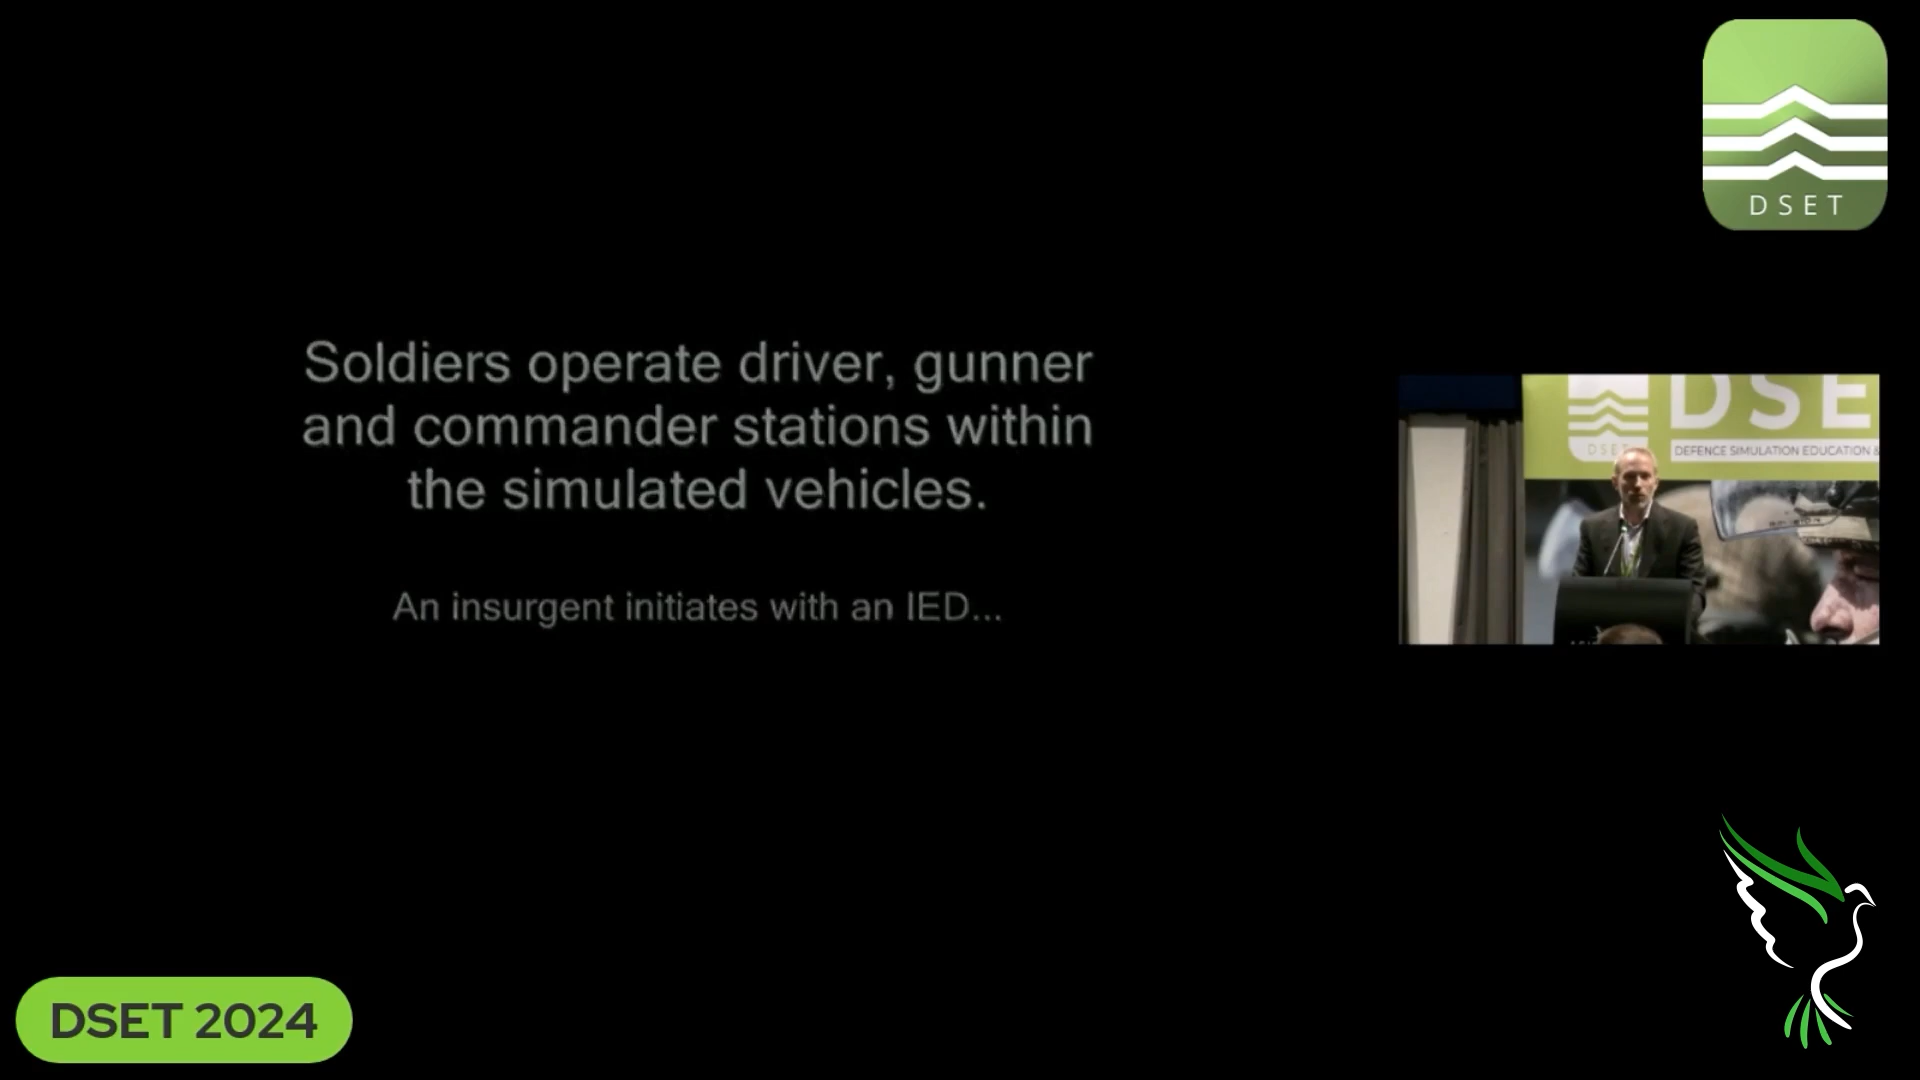 DSET
Soldiers operate driver, gunner
and commander stations within
the simulated vehicles.
An insurgent initiates with an IED...
DSE
DSET
DEFENCE SIMULATION EDUCATION &
DSET 2024